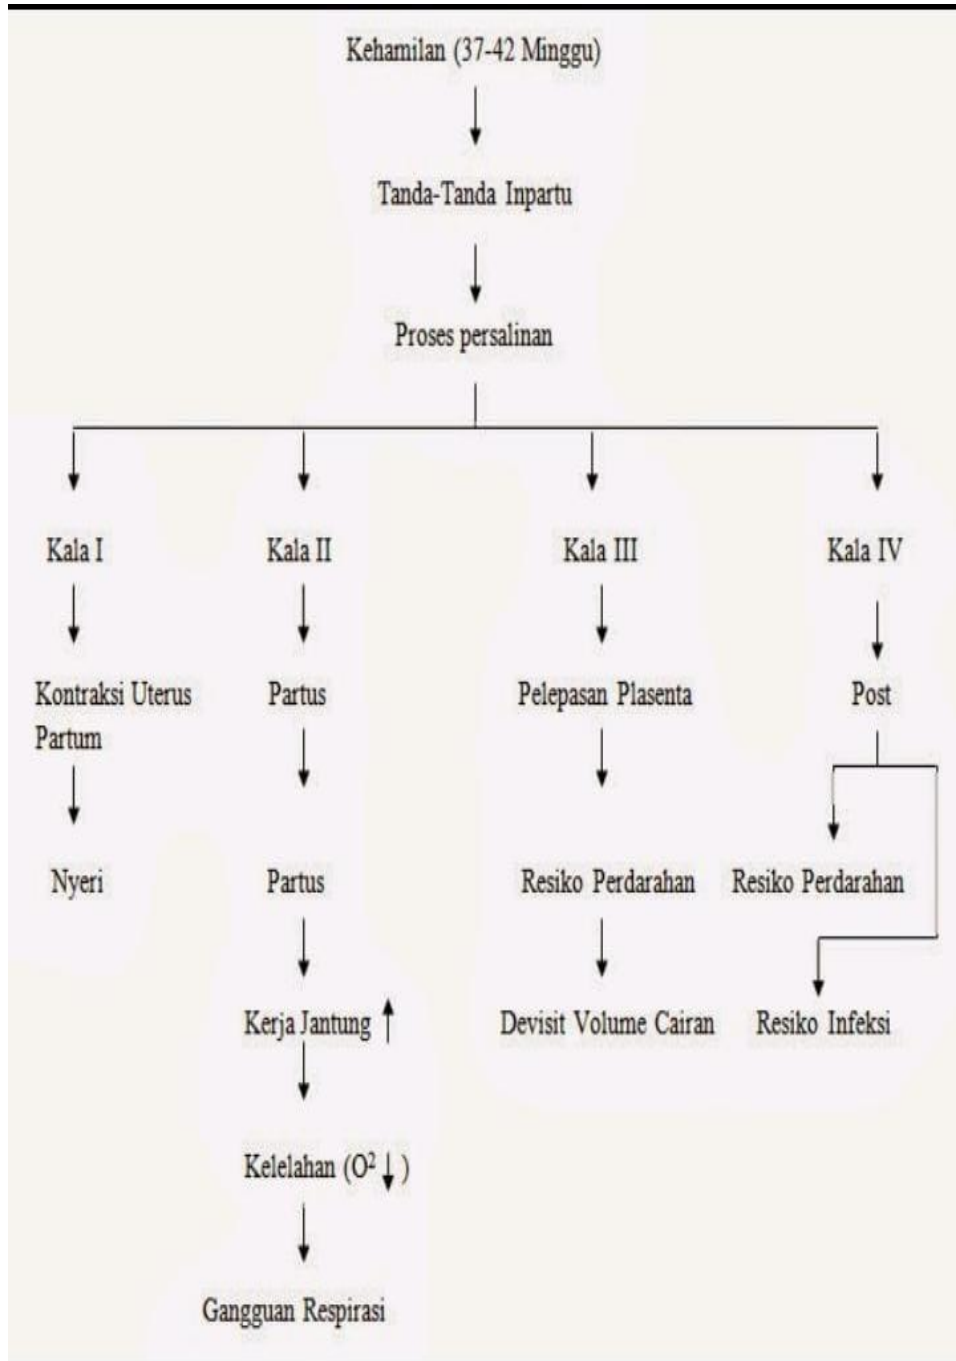 Kehamilan (37-42 Minggu)
Tanda-Tanda Inpartu
Proses persalinan
Kala I
Kala II
Kala III
Kala IV
Kontraksi Uterus
Partum
Partus
Pelepasan Plasenta
Post
Nyeri
Partus
Resiko Perdarahan
Resiko Perdarahan
Kerja Jantung ↑
Devisit Volume Cairan
Resiko Infeksi
Kelelahan (O² ↓)
Gangguan Respirasi